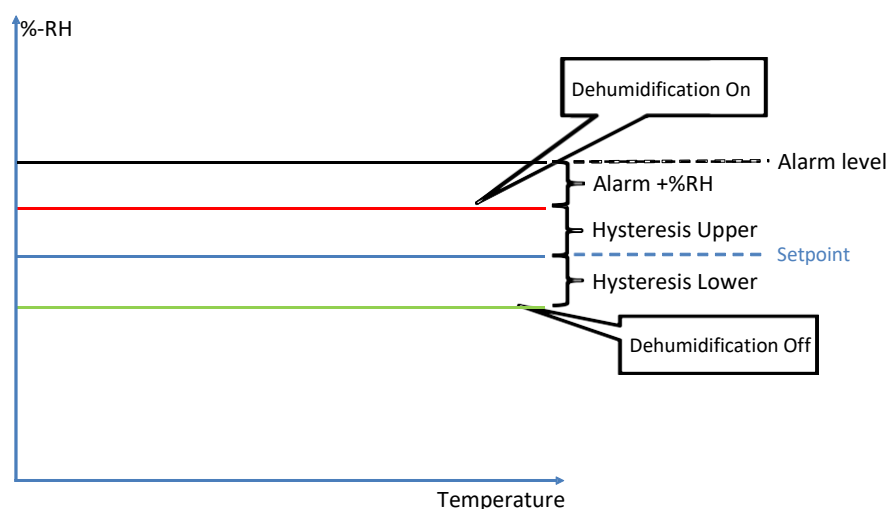 %-RH
Dehumidification On
Alarm level
Alarm +%RH
Hysteresis Upper
Setpoint
Hysteresis Lower
Dehumidification Off
Temperature